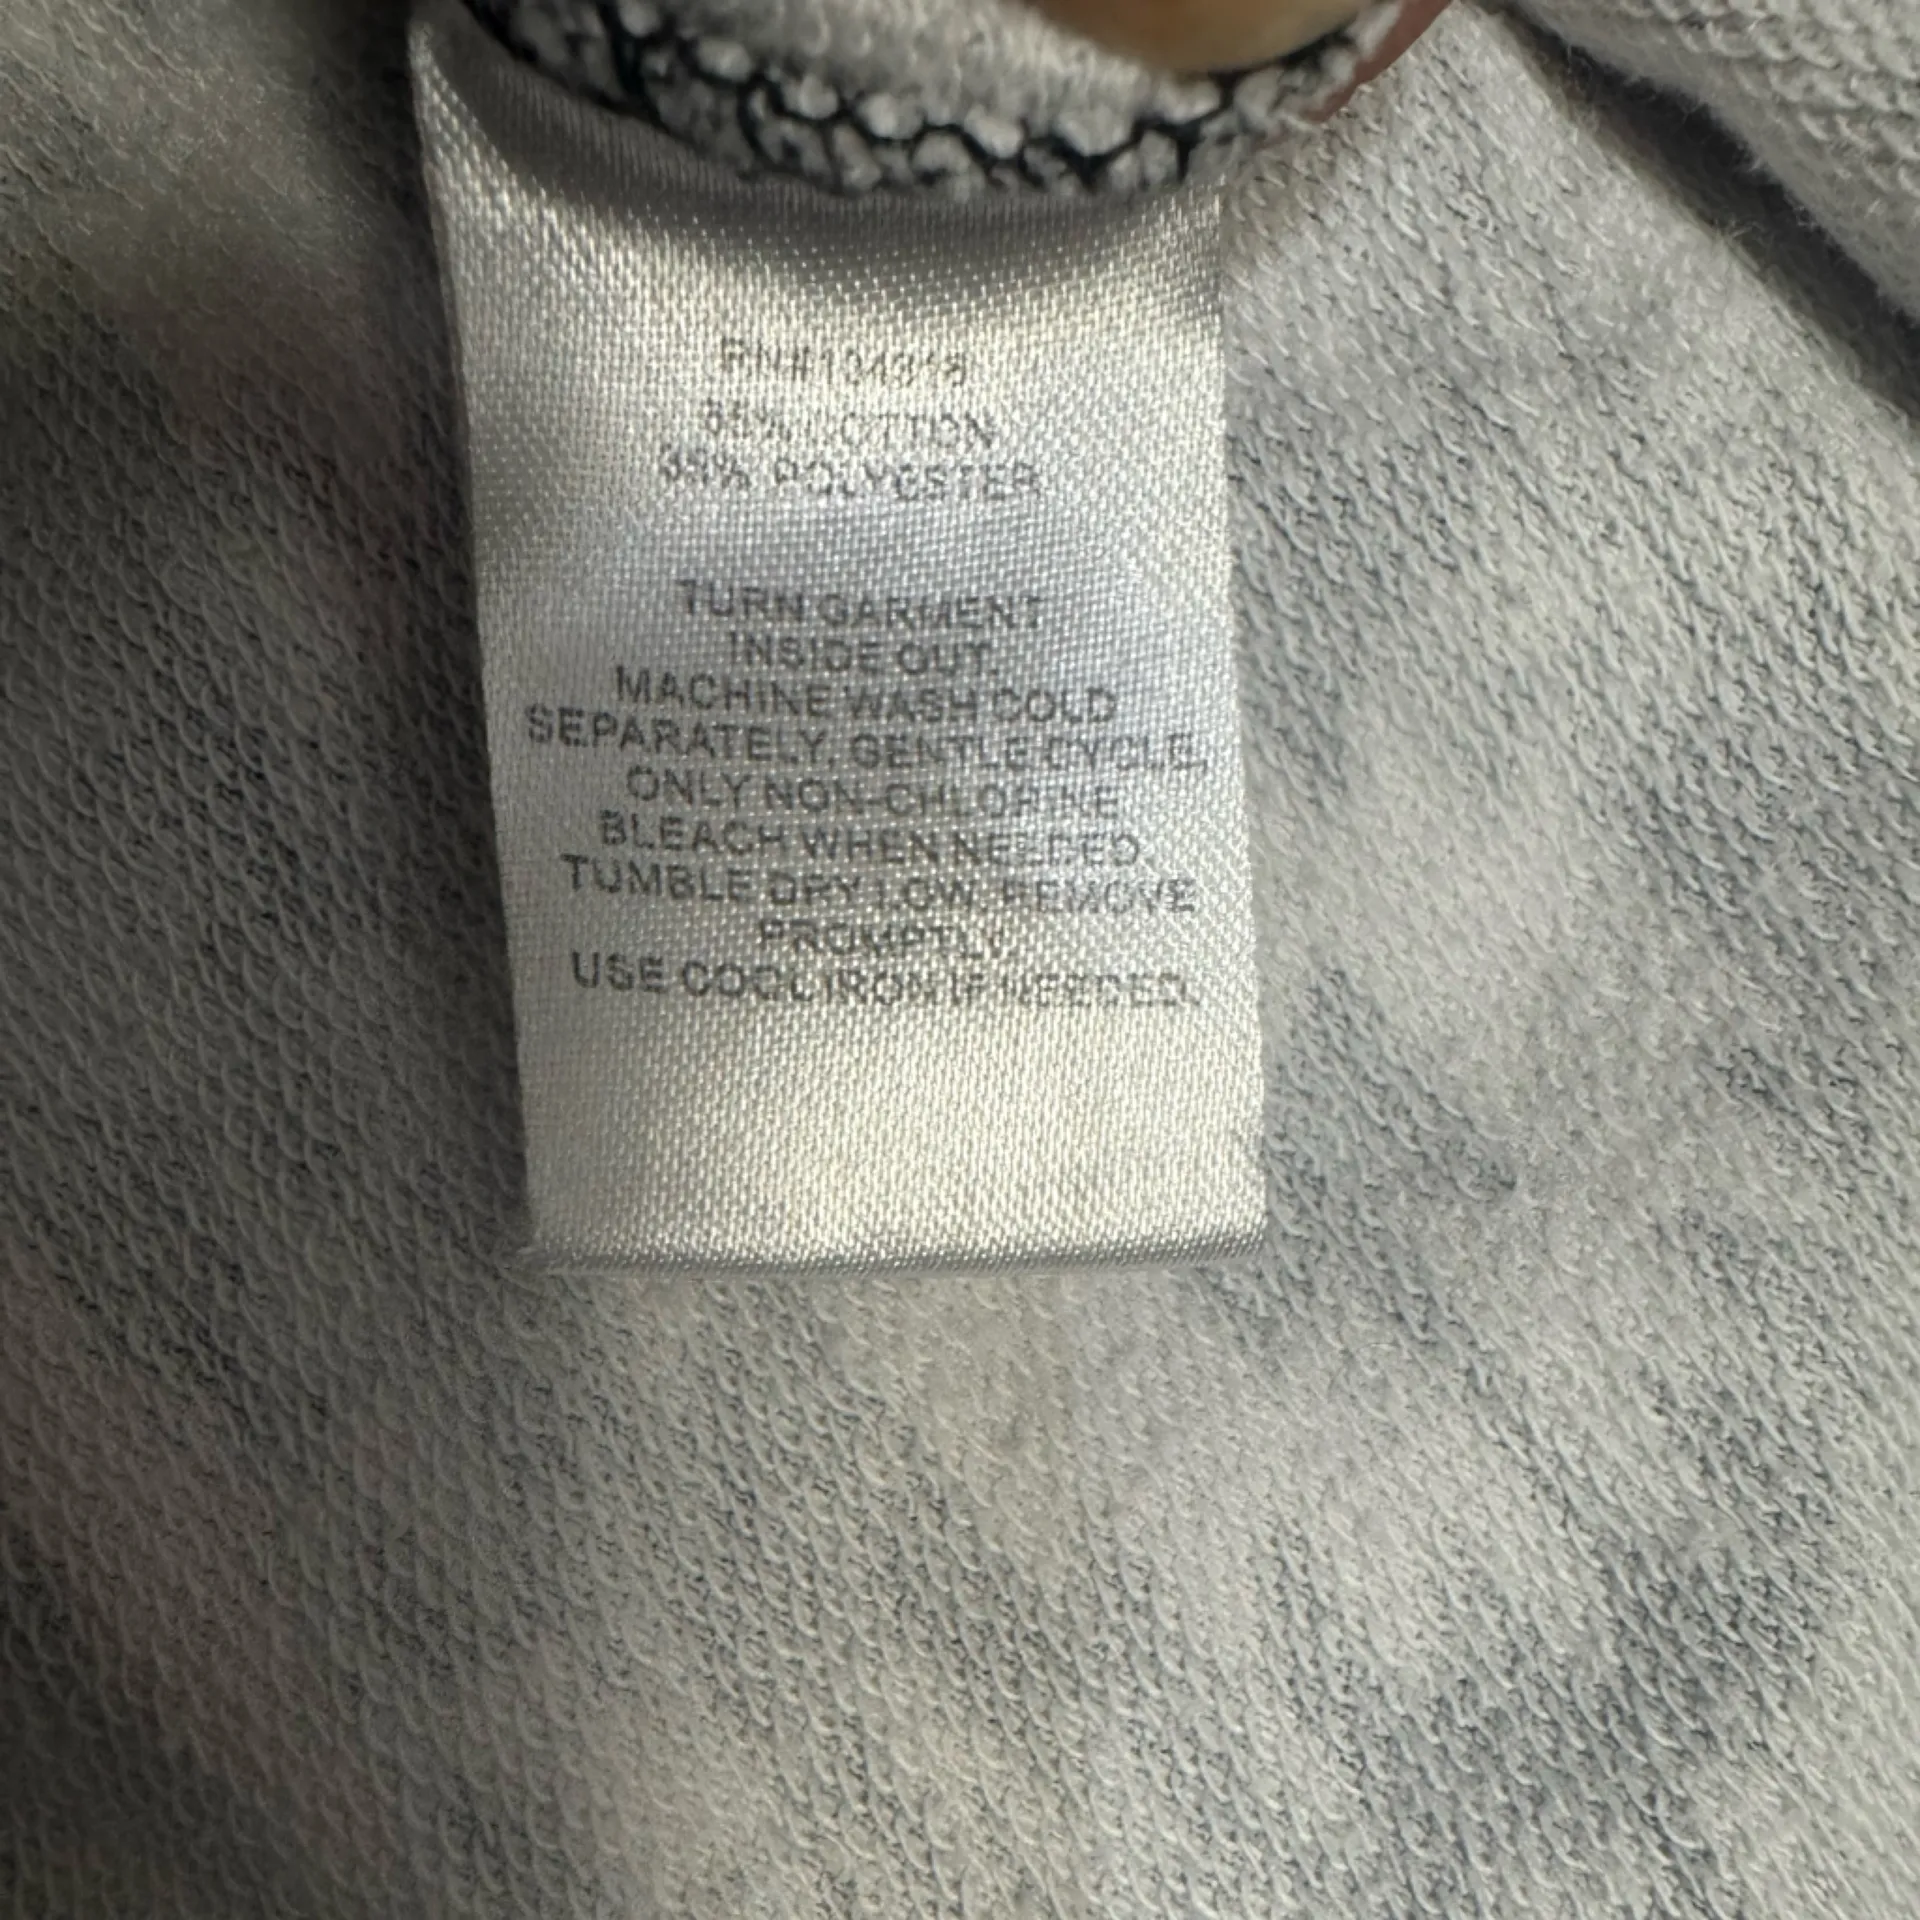 COTTON
POLYESTER
TURN GARMENT
INSIDE OUT.
MACHINE WASH COLD
SEPARATELY, GENTLE CYCLE,
ONLY NON-CHLORINE
BLEACH WHEN NEEDED.
TUMBLE DRY LOW, REMOVE
PROMPTLY
USE COOL IRON IF NEEDED.